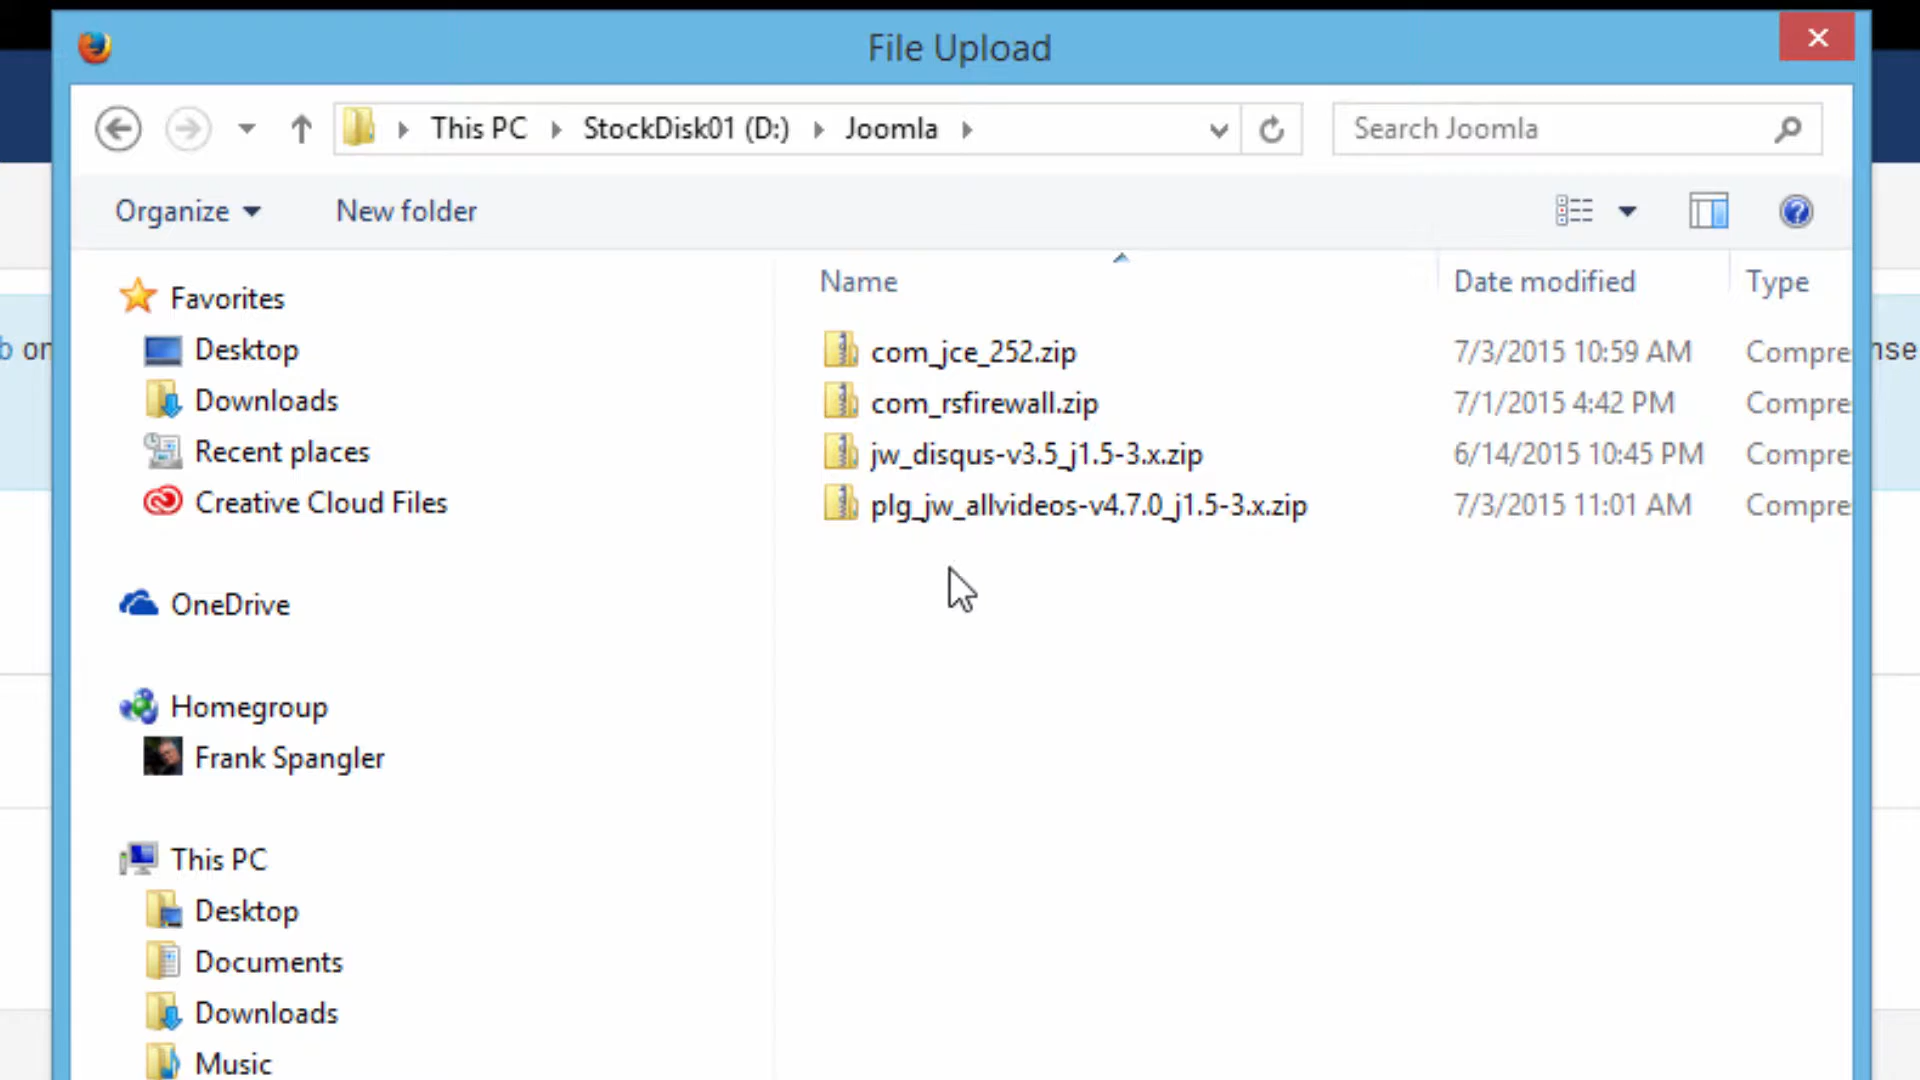 File Upload
This PC StockDisk01 (D:) Joomla
Search Joomla
Organize New folder
Name Date modified Type
Favorites
Desktop
Downloads
Recent places
Creative Cloud Files
OneDrive
Homegroup
Frank Spangler
This PC
Desktop
Documents
Downloads
Music
com_jce_252.zip 7/3/2015 10:59 AM Compre
com_rsfirewall.zip 7/1/2015 4:42 PM Compre
jw_disqus-v3.5_j1.5-3.x.zip 6/14/2015 10:45 PM Compre
plg_jw_allvideos-v4.7.0_j1.5-3.x.zip 7/3/2015 11:01 AM Compre